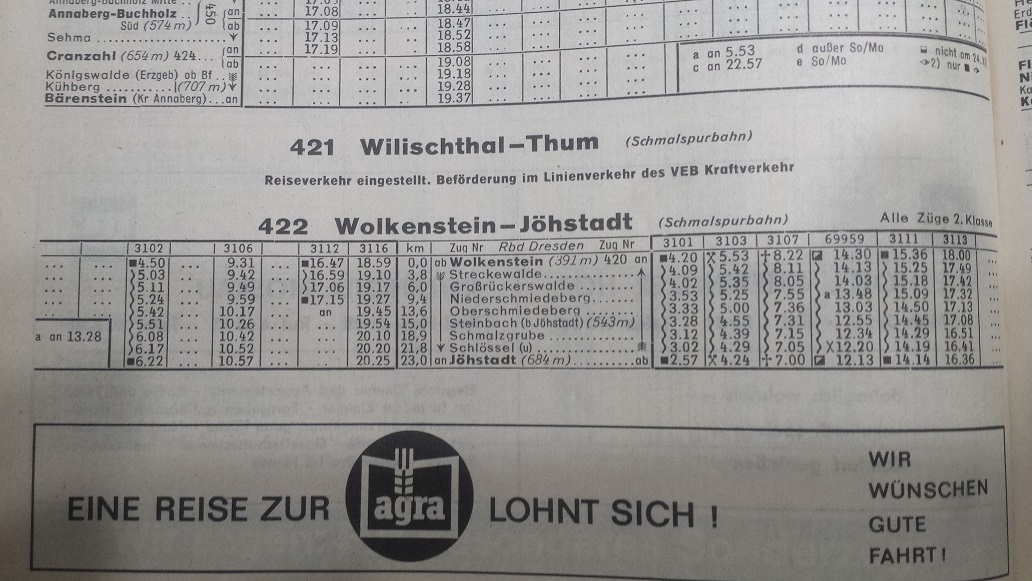 Annaberg-Buchholz Mitte
Annaberg-Buchholz an ... 17.08 ... .. 18.44
Süd (574 m) ab ... 17.09 ... .. 18.47
450
Sehma ... 17.13 ... .. 18.52
Cranzahl (654 m) 424... an ... 17.19 ... .. 18.58
ab ... ... ... .. 19.08
Königswalde (Erzgeb) ob Bf ... ... ... .. 19.18
Kühberg ...........(707 m) ... ... ... .. 19.28
Bärenstein (Kr Annaberg)...an ... ... ... .. 19.37
a an 5.53 d außer So/Mo nicht am 24.
c an 22.57 e So/Mo 2) nur
421 Wilischthal–Thum (Schmalspurbahn)
Reiseverkehr eingestellt. Beförderung im Linienverkehr des VEB Kraftverkehr
422 Wolkenstein–Jöhstadt (Schmalspurbahn) Alle Züge 2. Klasse
3102 3106 3112 3116 km Zug Nr Rbd Dresden Zug Nr 3101 3103 3107 69959 3111 3113
... ... ■4.50 ... 9.31 ... ■16.47 18.59 0,0 ab Wolkenstein (391 m) 420 an ■4.20 5.53 †8.22 14.30 ■15.36 18.00 ...
... ... 5.03 ... 9.42 ... 16.59 19.10 3,8 Streckewalde 4.09 5.42 8.11 14.13 15.25 17.49
... ... 5.11 ... 9.49 ... 17.06 19.17 6,0 Großrückerswalde 4.02 5.35 8.05 14.03 15.18 17.42
... ... 5.24 ... 9.59 ... ■17.15 19.27 9,4 Niederschmiedeberg....... 3.53 5.25 7.55 a 13.48 15.09 17.32
5.42 ... 10.17 ... an 19.45 13,6 Oberschmiedeberg 3.33 5.00 7.36 13.03 14.50 17.13
a an 13.28 5.51 ... 10.26 ... ... 19.54 15,0 Steinbach (b Jöhstadt) (543m) 3.28 4.55 7.31 12.55 14.45 17.08
6.08 ... 10.42 ... ... 20.10 18,9 Schmalzgrube 3.12 4.39 7.15 12.34 14.29 16.51
6.17 ... 10.52 ... ... 20.20 21,8 Schlössel (u) 3.02 4.29 7.05 X12.20 14.19 16.41
■6.22 ... 10.57 ... ... 20.25 23,0 an Jöhstadt (684 m) ab ■2.57 4.24 †7.00 12.13 ■14.14 16.36 ...
EINE REISE ZUR agra LOHNT SICH !
WIR
WÜNSCHEN
GUTE
FAHRT!